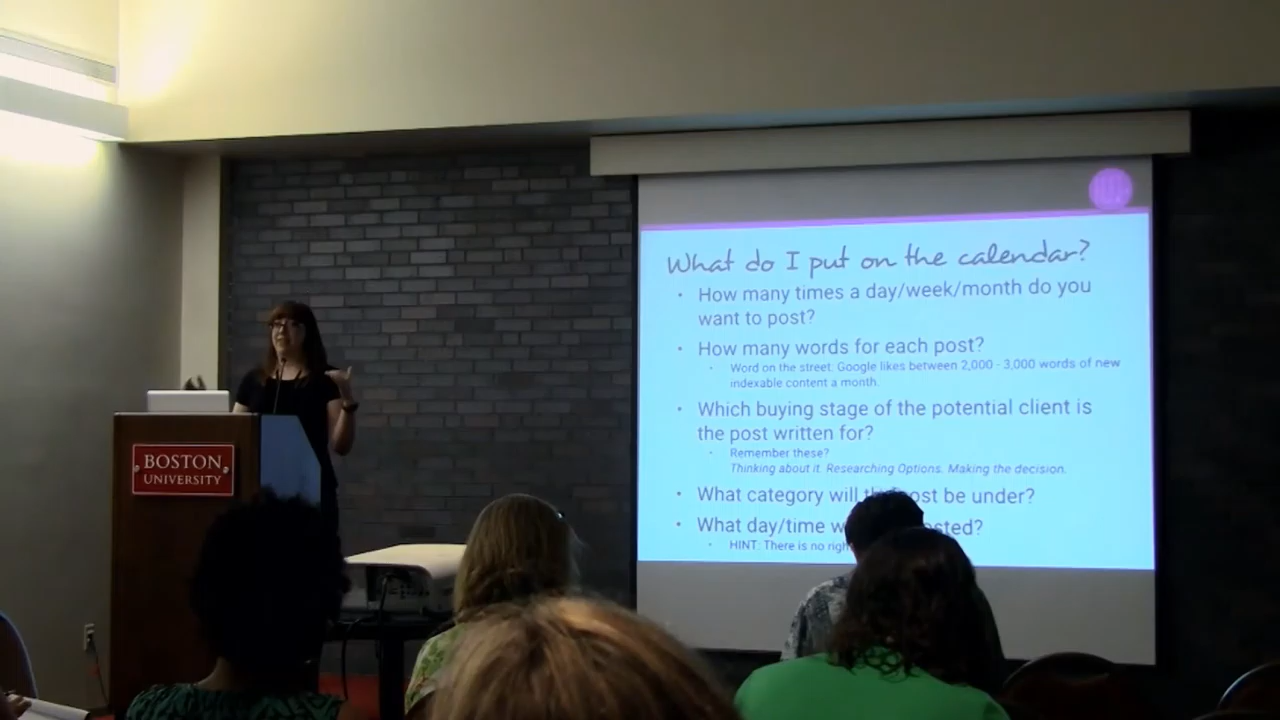 What do I put on the calendar?
• How many times a day/week/month do you
want to post?
• How many words for each post?
• Word on the street: Google likes between 2,000 - 3,000 words of new
indexable content a month.
• Which buying stage of the potential client is
the post written for?
• Remember these?
Thinking about it. Researching Options. Making the decision.
• What category will post be under?
• What day/time
• HINT: There is no
BOSTON
UNIVERSITY